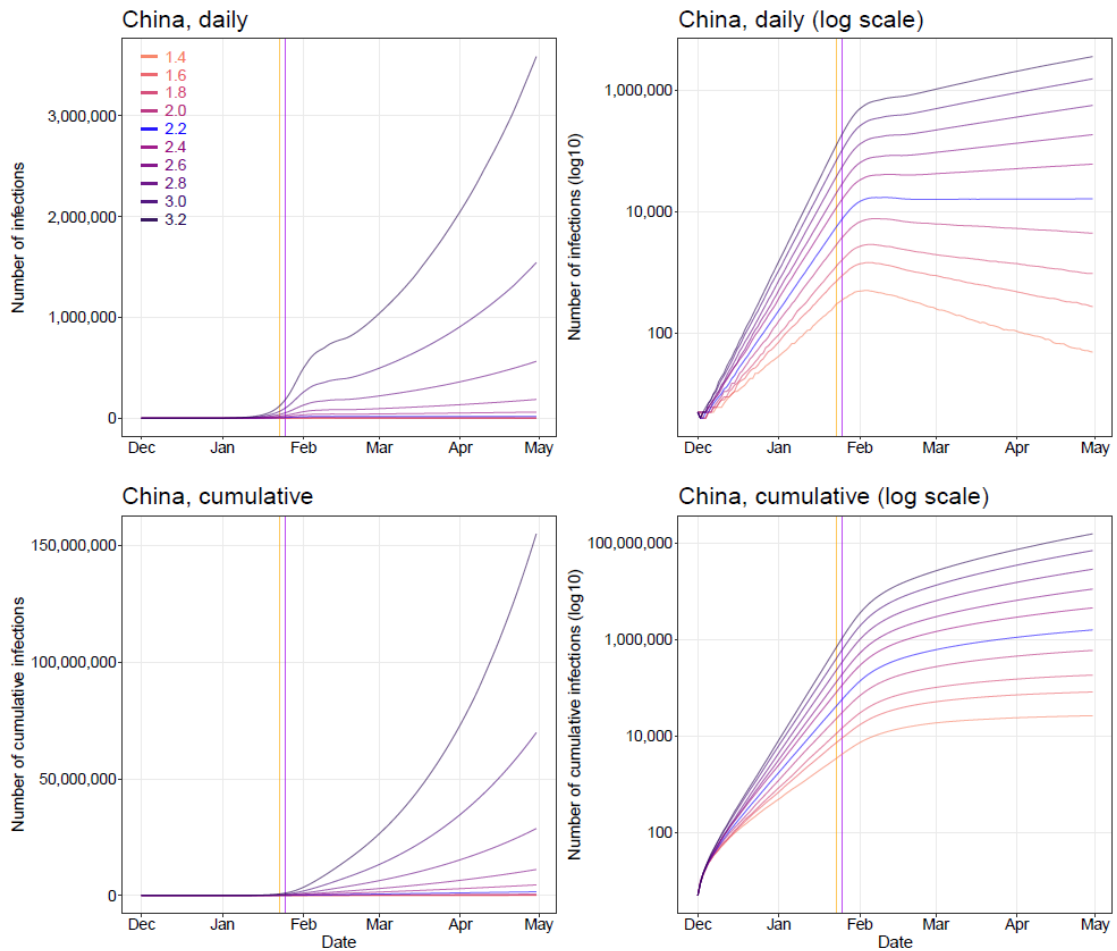 China, daily
Number of infections
3,000,000
2,000,000
1,000,000
0
1.4
1.6
1.8
2.0
2.2
2.4
2.6
2.8
3.0
3.2
Dec Jan Feb Mar Apr May
China, daily (log scale)
Number of infections (log10)
1,000,000
10,000
100
Dec Jan Feb Mar Apr May
China, cumulative
Number of cumulative infections
150,000,000
100,000,000
50,000,000
0
Dec Jan Feb Mar Apr May
Date
China, cumulative (log scale)
Number of cumulative infections (log10)
100,000,000
1,000,000
10,000
100
Dec Jan Feb Mar Apr May
Date